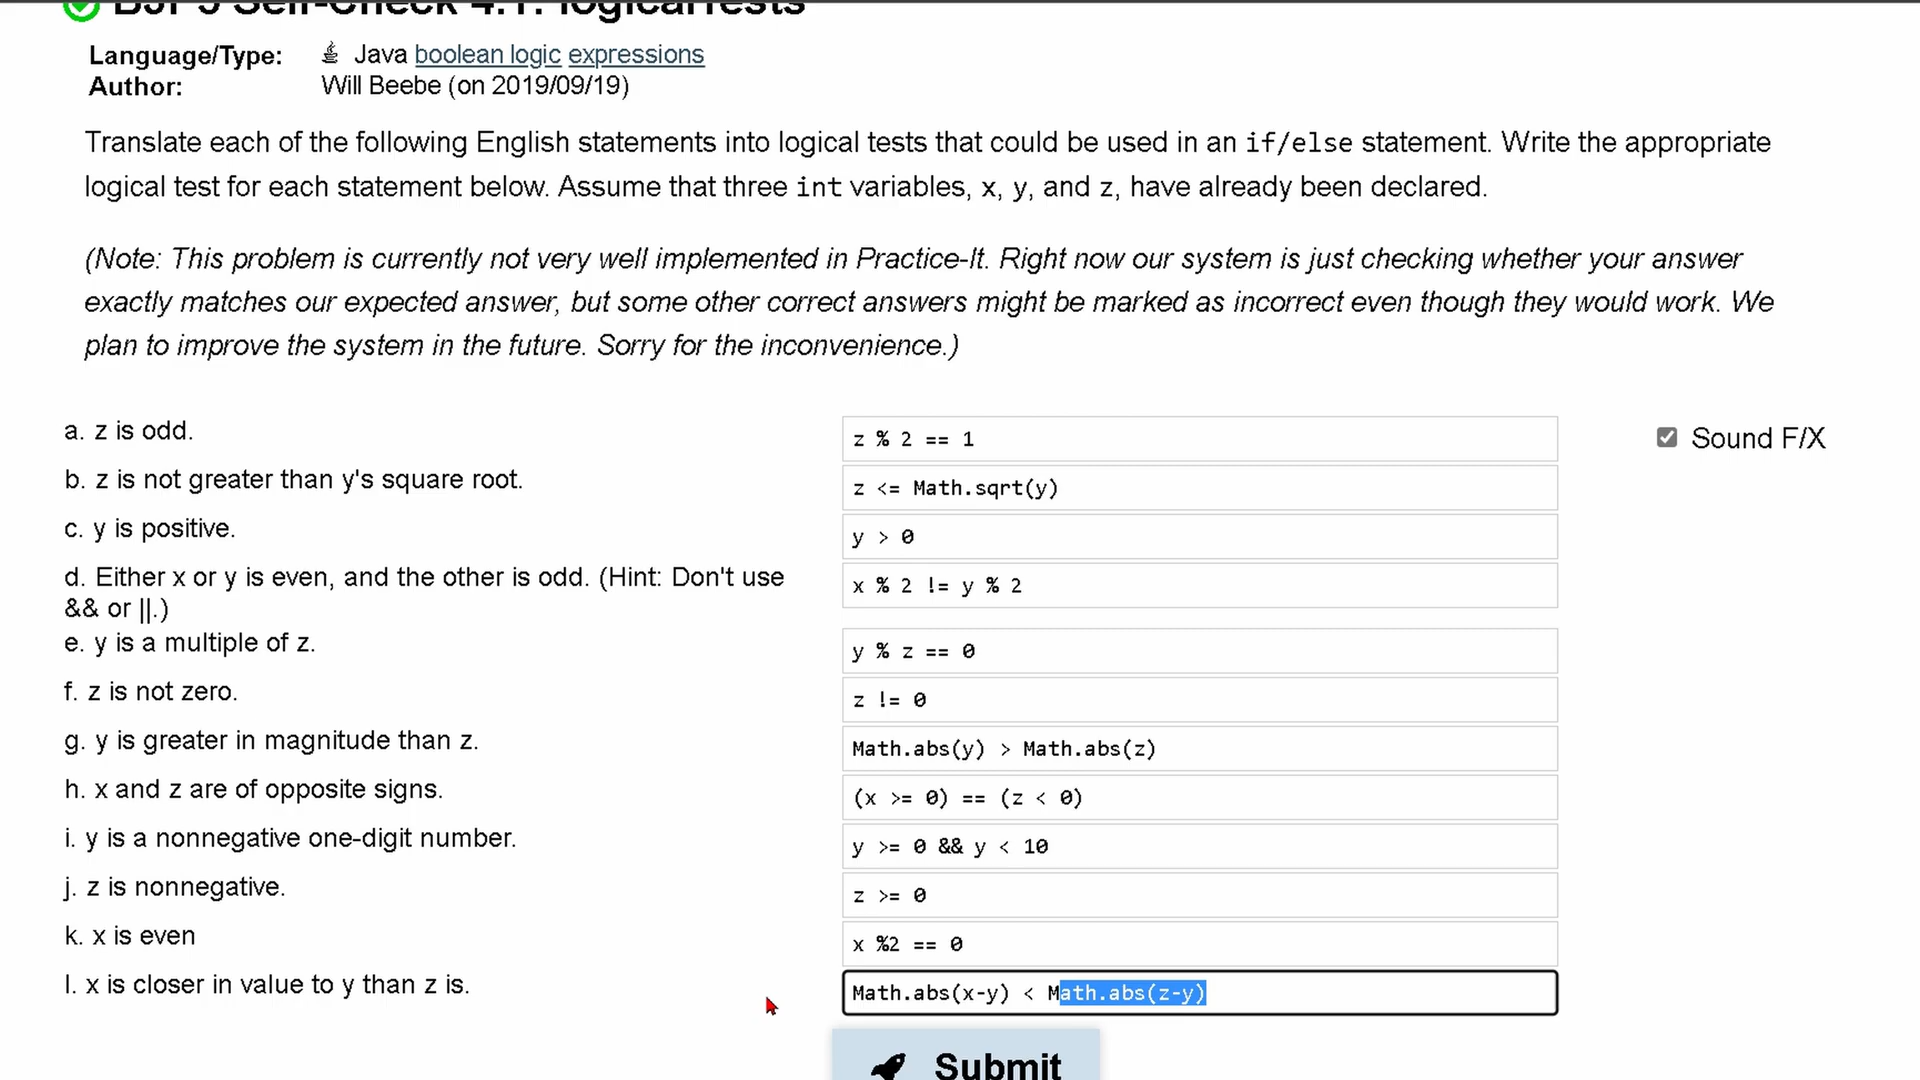 BJP5 Self-Check 4.1: logicalTests
Language/Type: Java boolean logic expressions
Author: Will Beebe (on 2019/09/19)
Translate each of the following English statements into logical tests that could be used in an if/else statement. Write the appropriate
logical test for each statement below. Assume that three int variables, x, y, and z, have already been declared.
(Note: This problem is currently not very well implemented in Practice-It. Right now our system is just checking whether your answer
exactly matches our expected answer, but some other correct answers might be marked as incorrect even though they would work. We
plan to improve the system in the future. Sorry for the inconvenience.)
a. z is odd. z % 2 == 1
Sound F/X
b. z is not greater than y's square root. z <= Math.sqrt(y)
c. y is positive. y > 0
d. Either x or y is even, and the other is odd. (Hint: Don't use x % 2 != y % 2
&& or ||.)
e. y is a multiple of z. y % z == 0
f. z is not zero. z != 0
g. y is greater in magnitude than z. Math.abs(y) > Math.abs(z)
h. x and z are of opposite signs. (x >= 0) == (z < 0)
i. y is a nonnegative one-digit number. y >= 0 && y < 10
j. z is nonnegative. z >= 0
k. x is even x %2 == 0
l. x is closer in value to y than z is. Math.abs(x-y) < Math.abs(z-y)
Submit